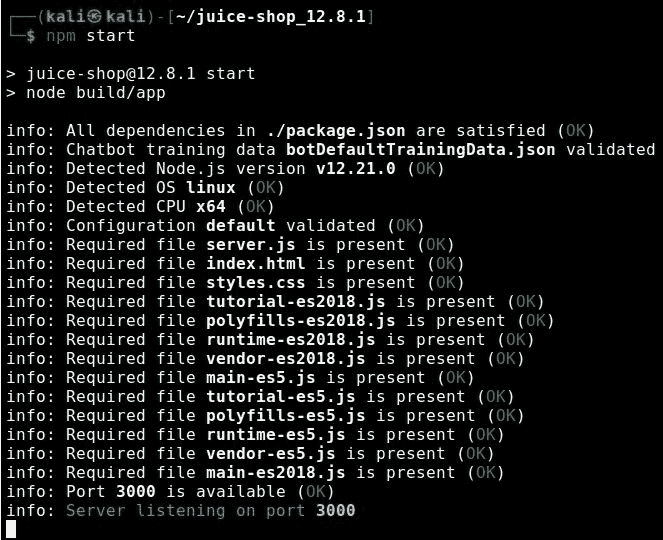 ┌──(kali㉿kali)-[~/juice-shop_12.8.1]
└─$ npm start
> juice-shop@12.8.1 start
> node build/app
info: All dependencies in ./package.json are satisfied (OK)
info: Chatbot training data botDefaultTrainingData.json validated
info: Detected Node.js version v12.21.0 (OK)
info: Detected OS linux (OK)
info: Detected CPU x64 (OK)
info: Configuration default validated (OK)
info: Required file server.js is present (OK)
info: Required file index.html is present (OK)
info: Required file styles.css is present (OK)
info: Required file tutorial-es2018.js is present (OK)
info: Required file polyfills-es2018.js is present (OK)
info: Required file runtime-es2018.js is present (OK)
info: Required file vendor-es2018.js is present (OK)
info: Required file main-es5.js is present (OK)
info: Required file tutorial-es5.js is present (OK)
info: Required file polyfills-es5.js is present (OK)
info: Required file runtime-es5.js is present (OK)
info: Required file vendor-es5.js is present (OK)
info: Required file main-es2018.js is present (OK)
info: Port 3000 is available (OK)
info: Server listening on port 3000